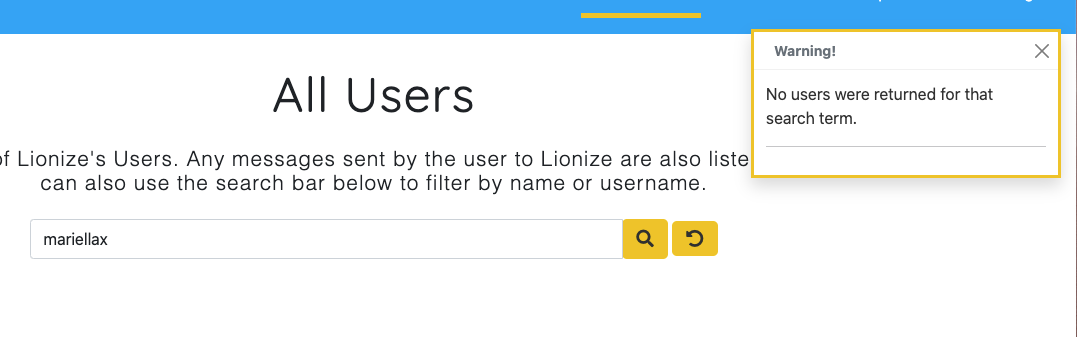 Warning!
No users were returned for that
search term.
All Users
of Lionize's Users. Any messages sent by the user to Lionize are also
can also use the search bar below to filter by name or username.
mariellax